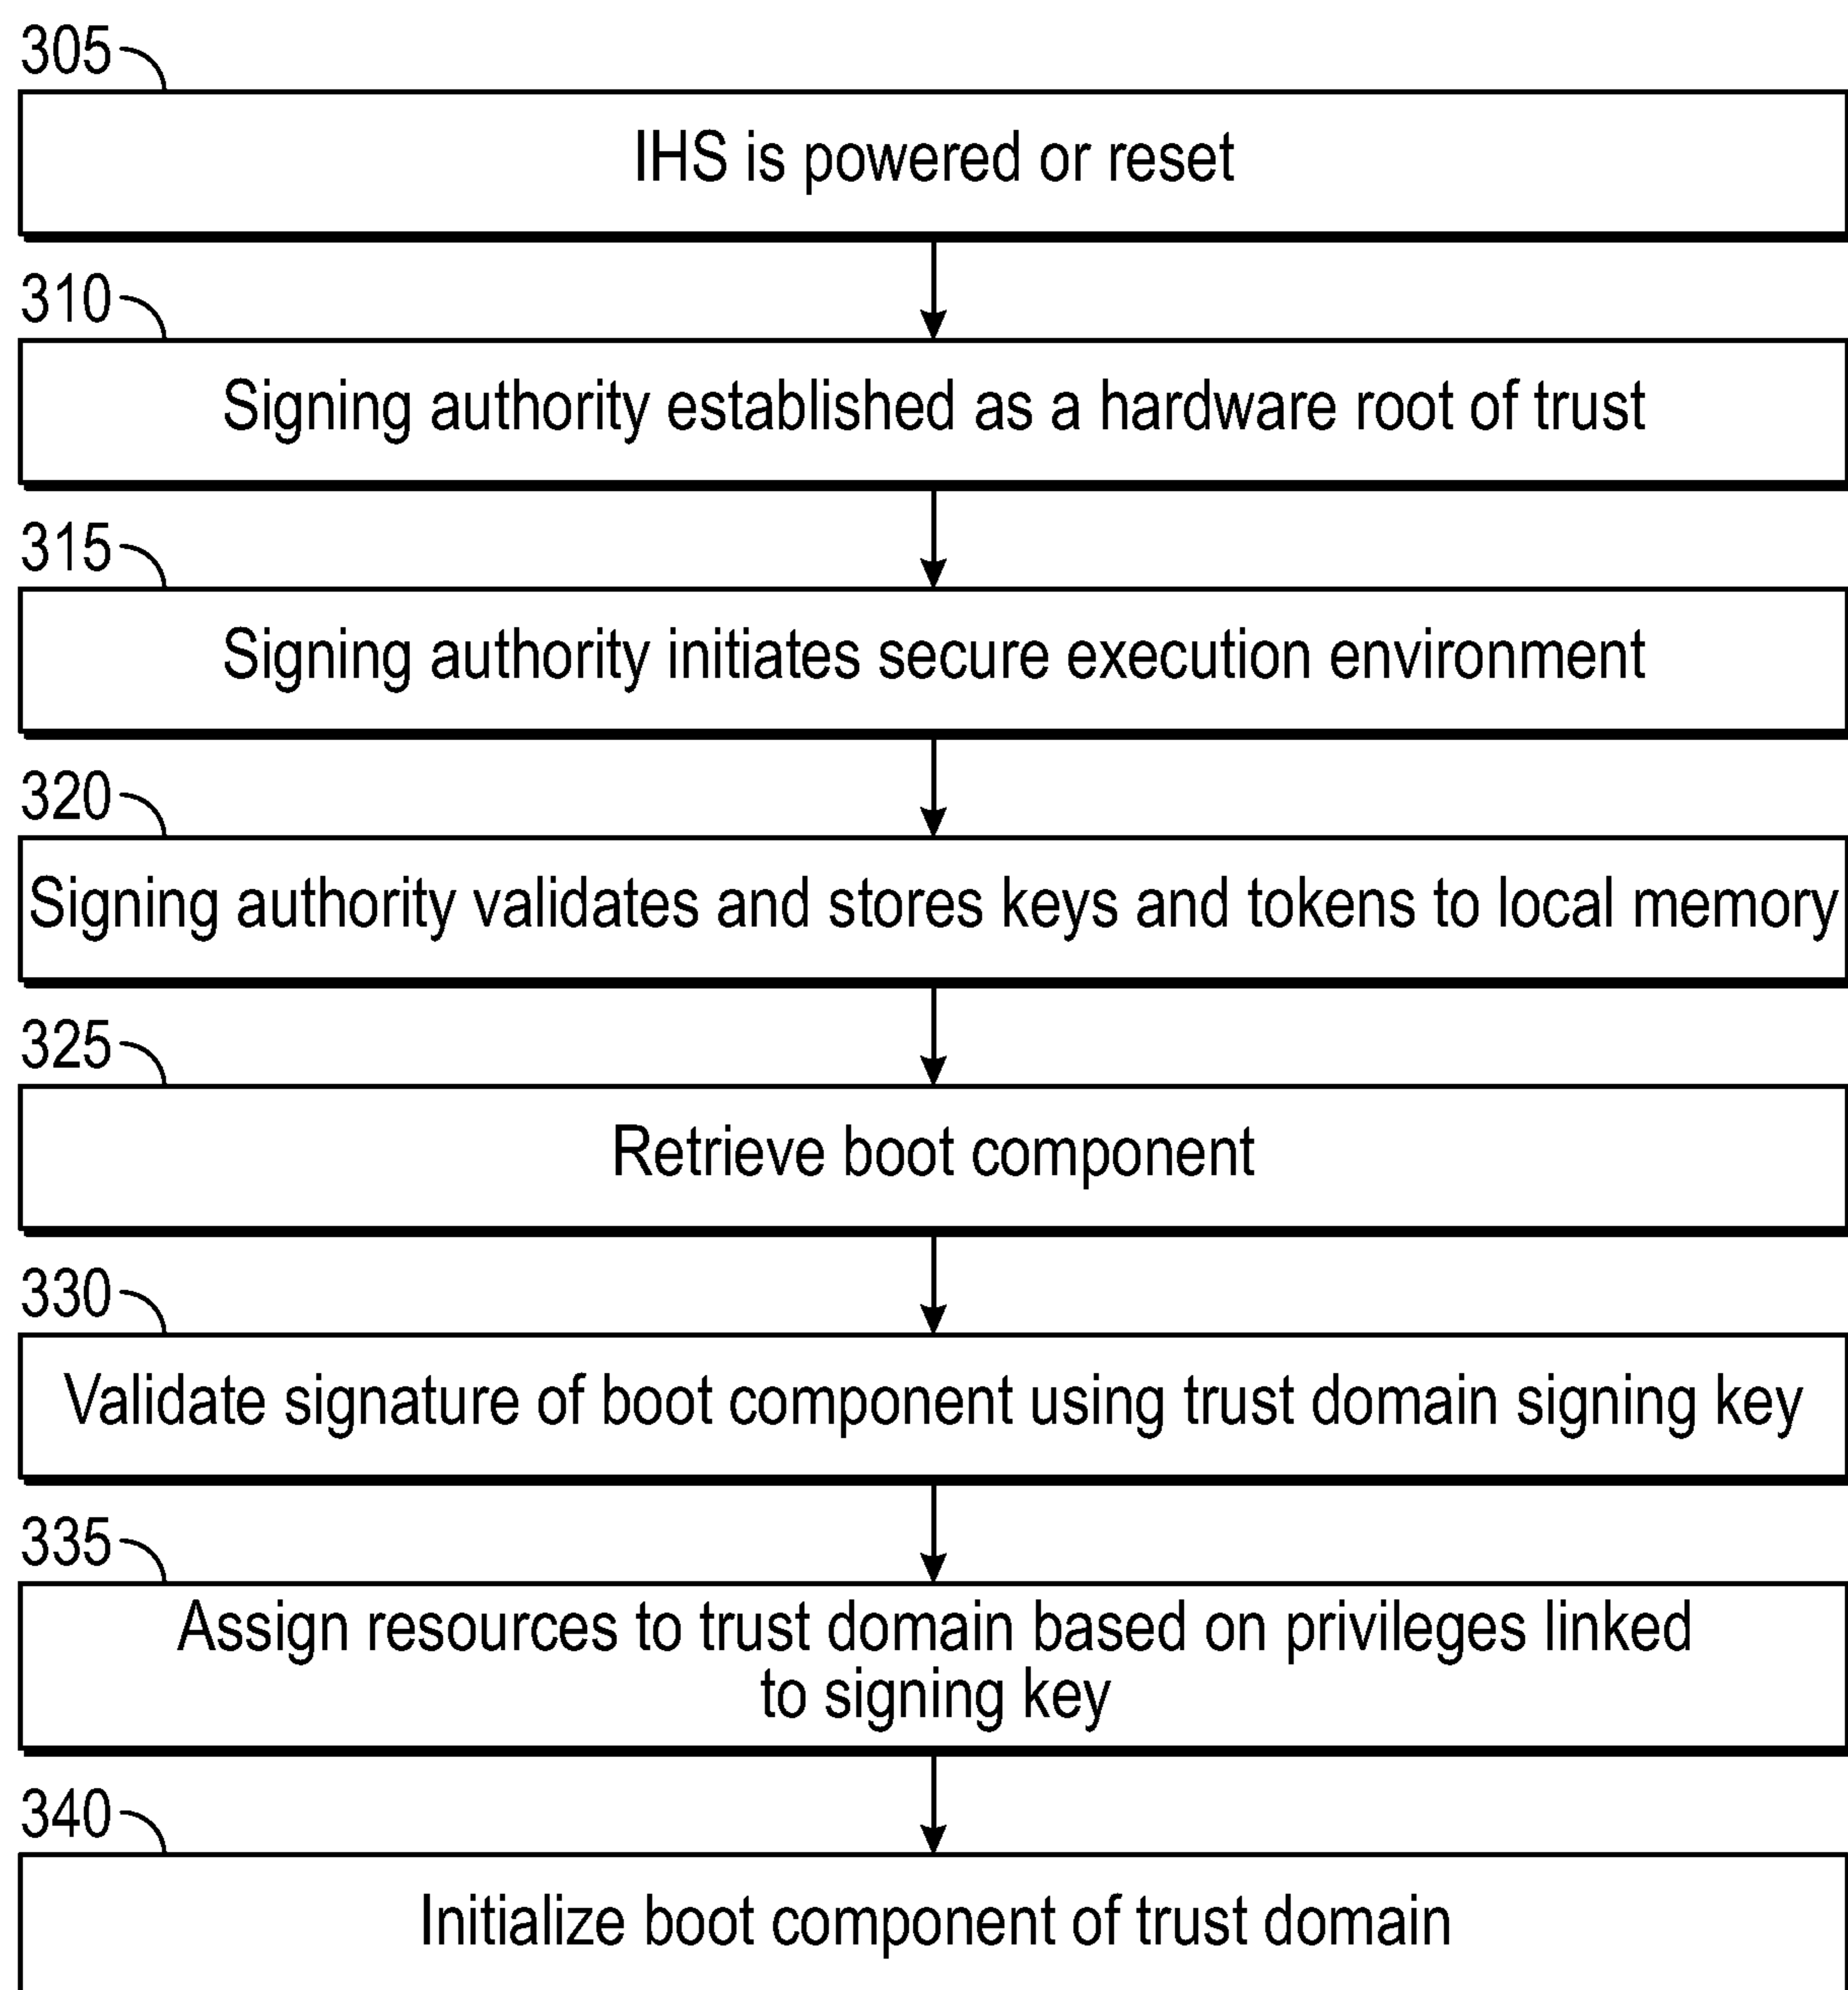 305
IHS is powered or reset
310
Signing authority established as a hardware root of trust
315
Signing authority initiates secure execution environment
320
Signing authority validates and stores keys and tokens to local memory
325
Retrieve boot component
330
Validate signature of boot component using trust domain signing key
335
Assign resources to trust domain based on privileges linked
to signing key
340
Initialize boot component of trust domain